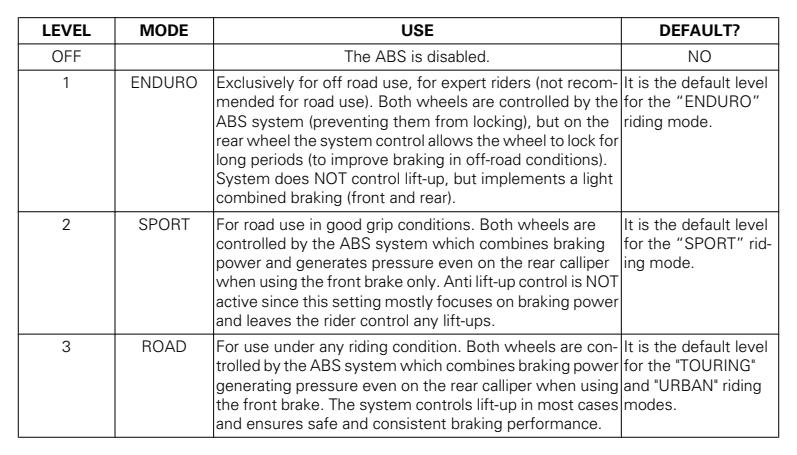 LEVEL MODE USE DEFAULT?
OFF The ABS is disabled. NO
1 ENDURO Exclusively for off road use, for expert riders (not recom- It is the default level
mended for road use). Both wheels are controlled by the for the “ENDURO”
ABS system (preventing them from locking), but on the riding mode.
rear wheel the system control allows the wheel to lock for
long periods (to improve braking in off-road conditions).
System does NOT control lift-up, but implements a light
combined braking (front and rear).
2 SPORT For road use in good grip conditions. Both wheels are It is the default level
controlled by the ABS system which combines braking for the “SPORT” rid-
power and generates pressure even on the rear calliper ing mode.
when using the front brake only. Anti lift-up control is NOT
active since this setting mostly focuses on braking power
and leaves the rider control any lift-ups.
3 ROAD For use under any riding condition. Both wheels are con- It is the default level
trolled by the ABS system which combines braking power for the "TOURING"
generating pressure even on the rear calliper when using and "URBAN" riding
the front brake. The system controls lift-up in most cases modes.
and ensures safe and consistent braking performance.